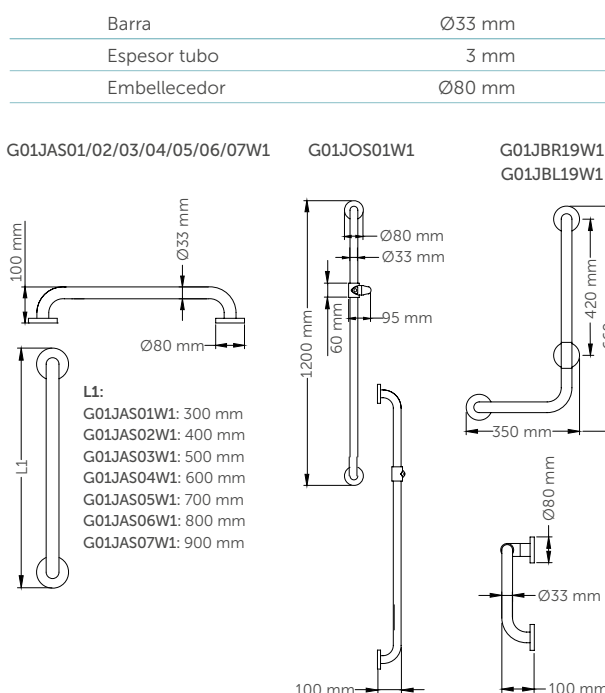 Barra Ø33 mm
Espesor tubo 3 mm
Embellecedor Ø80 mm
G01JAS01/02/03/04/05/06/07W1
100 mm
Ø33 mm
Ø80 mm
L1
L1:
G01JAS01W1: 300 mm
G01JAS02W1: 400 mm
G01JAS03W1: 500 mm
G01JAS04W1: 600 mm
G01JAS05W1: 700 mm
G01JAS06W1: 800 mm
G01JAS07W1: 900 mm
G01JOS01W1
Ø80 mm
Ø33 mm
1200 mm
60 mm
95 mm
100 mm
G01JBR19W1
G01JBL19W1
420 mm
350 mm
Ø80 mm
Ø33 mm
100 mm